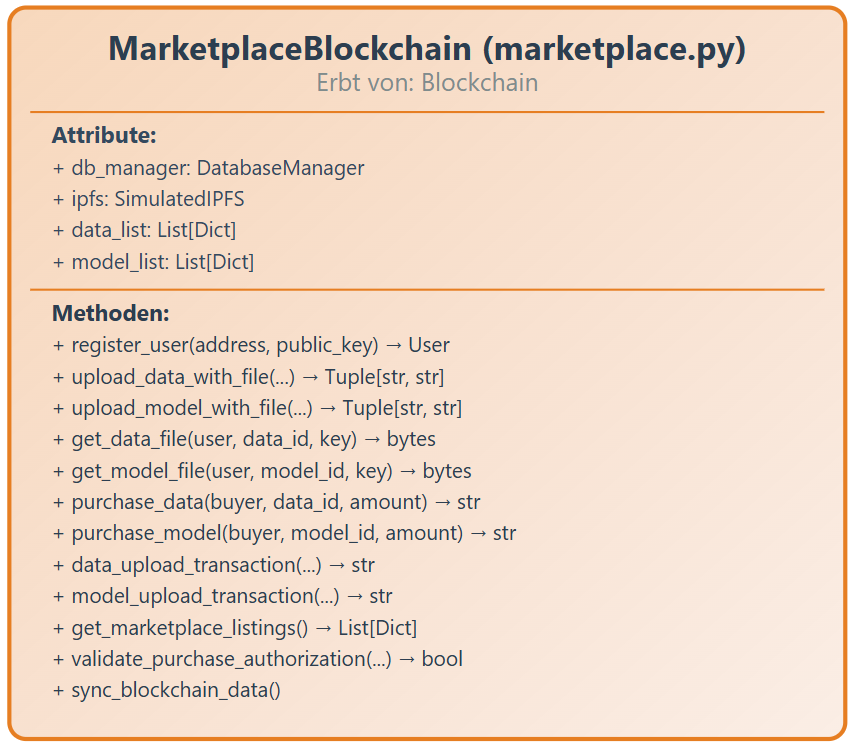 MarketplaceBlockchain (marketplace.py)
Erbt von: Blockchain
Attribute:
+ db_manager: DatabaseManager
+ ipfs: SimulatedIPFS
+ data_list: List[Dict]
+ model_list: List[Dict]
Methoden:
+ register_user(address, public_key) → User
+ upload_data_with_file(...) → Tuple[str, str]
+ upload_model_with_file(...) → Tuple[str, str]
+ get_data_file(user, data_id, key) → bytes
+ get_model_file(user, model_id, key) → bytes
+ purchase_data(buyer, data_id, amount) → str
+ purchase_model(buyer, model_id, amount) → str
+ data_upload_transaction(...) → str
+ model_upload_transaction(...) → str
+ get_marketplace_listings() → List[Dict]
+ validate_purchase_authorization(...) → bool
+ sync_blockchain_data()